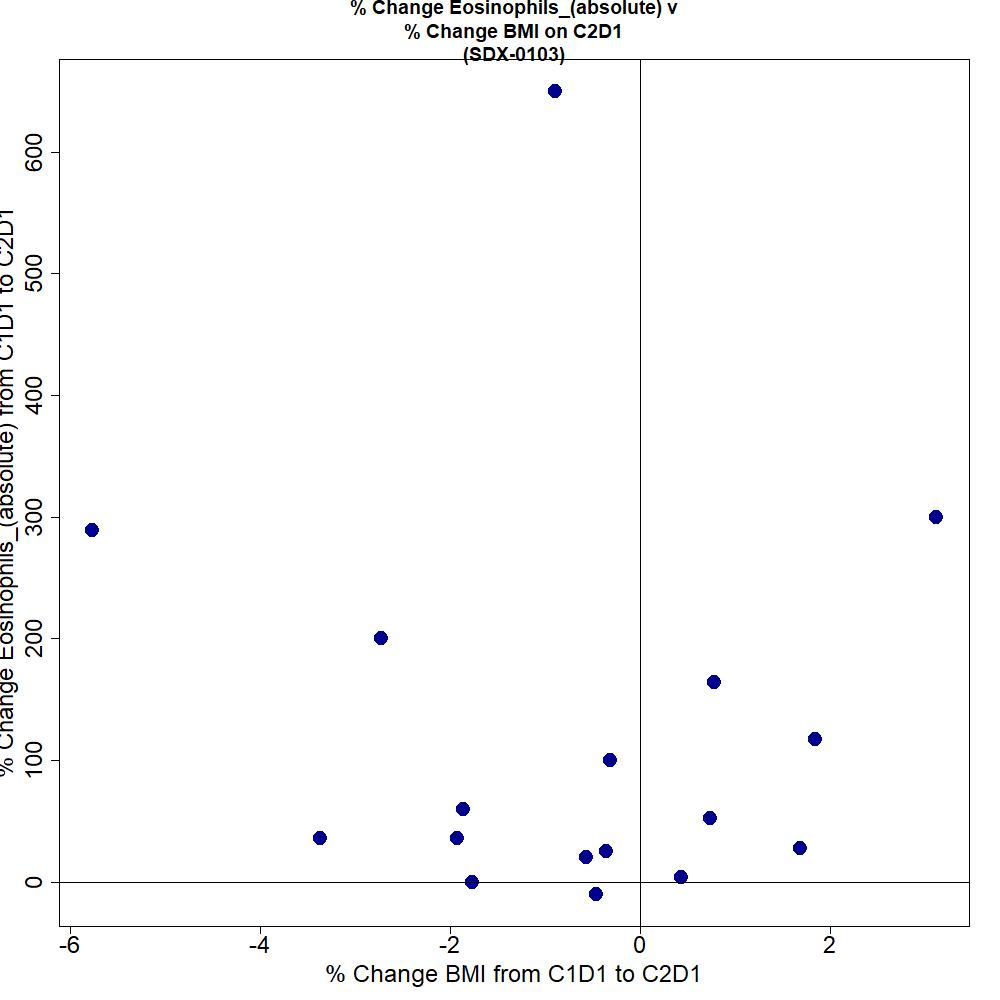 % Change Eosinophils_(absolute) v
% Change BMI on C2D1
(SDX-0103)
% Change Eosinophils_(absolute) from C1D1 to C2D1
600
500
400
300
200
100
0
-6
-4
-2
0
2
% Change BMI from C1D1 to C2D1